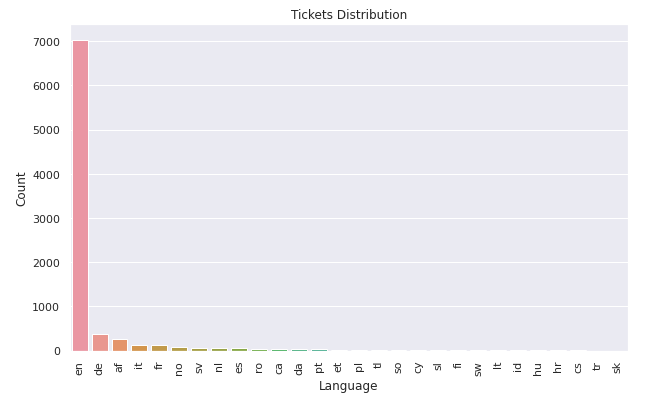 Tickets Distribution
7000
6000
5000
4000
3000
2000
1000
0
Count
en de af it fr no sv nl es ro ca da pt et pl tl so cy sl fi sw lt id hu hr cs tr sk
Language